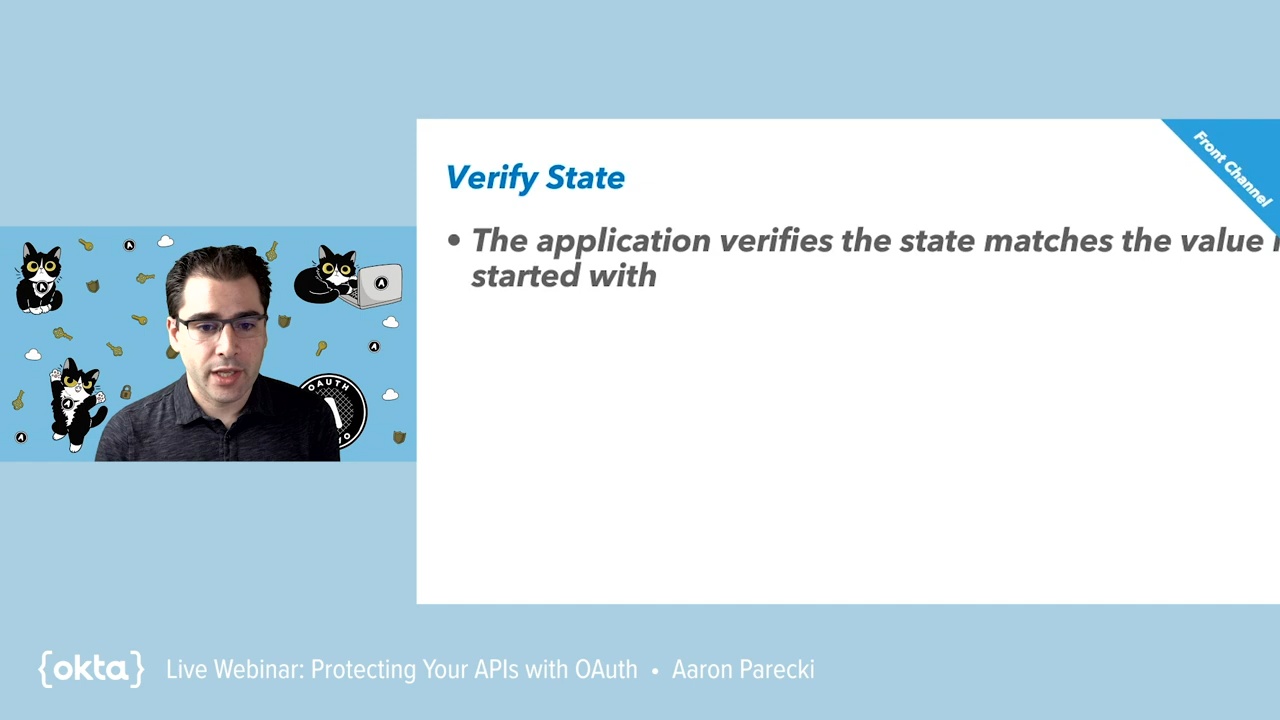 Front Channel
Verify State
• The application verifies the state matches the value
started with
OAUTH
{okta} Live Webinar: Protecting Your APIs with OAuth • Aaron Parecki